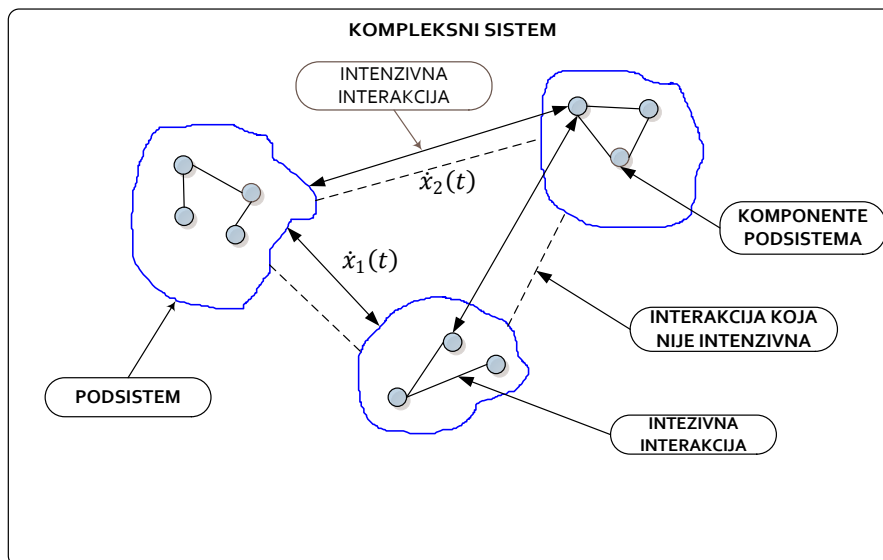 KOMPLEKSNI SISTEM
INTENZIVNA
INTERAKCIJA
ẋ₂(t)
KOMPONENTE
PODSISTEMA
ẋ₁(t)
INTERAKCIJA KOJA
NIJE INTENZIVNA
PODSISTEM
INTEZIVNA
INTERAKCIJA